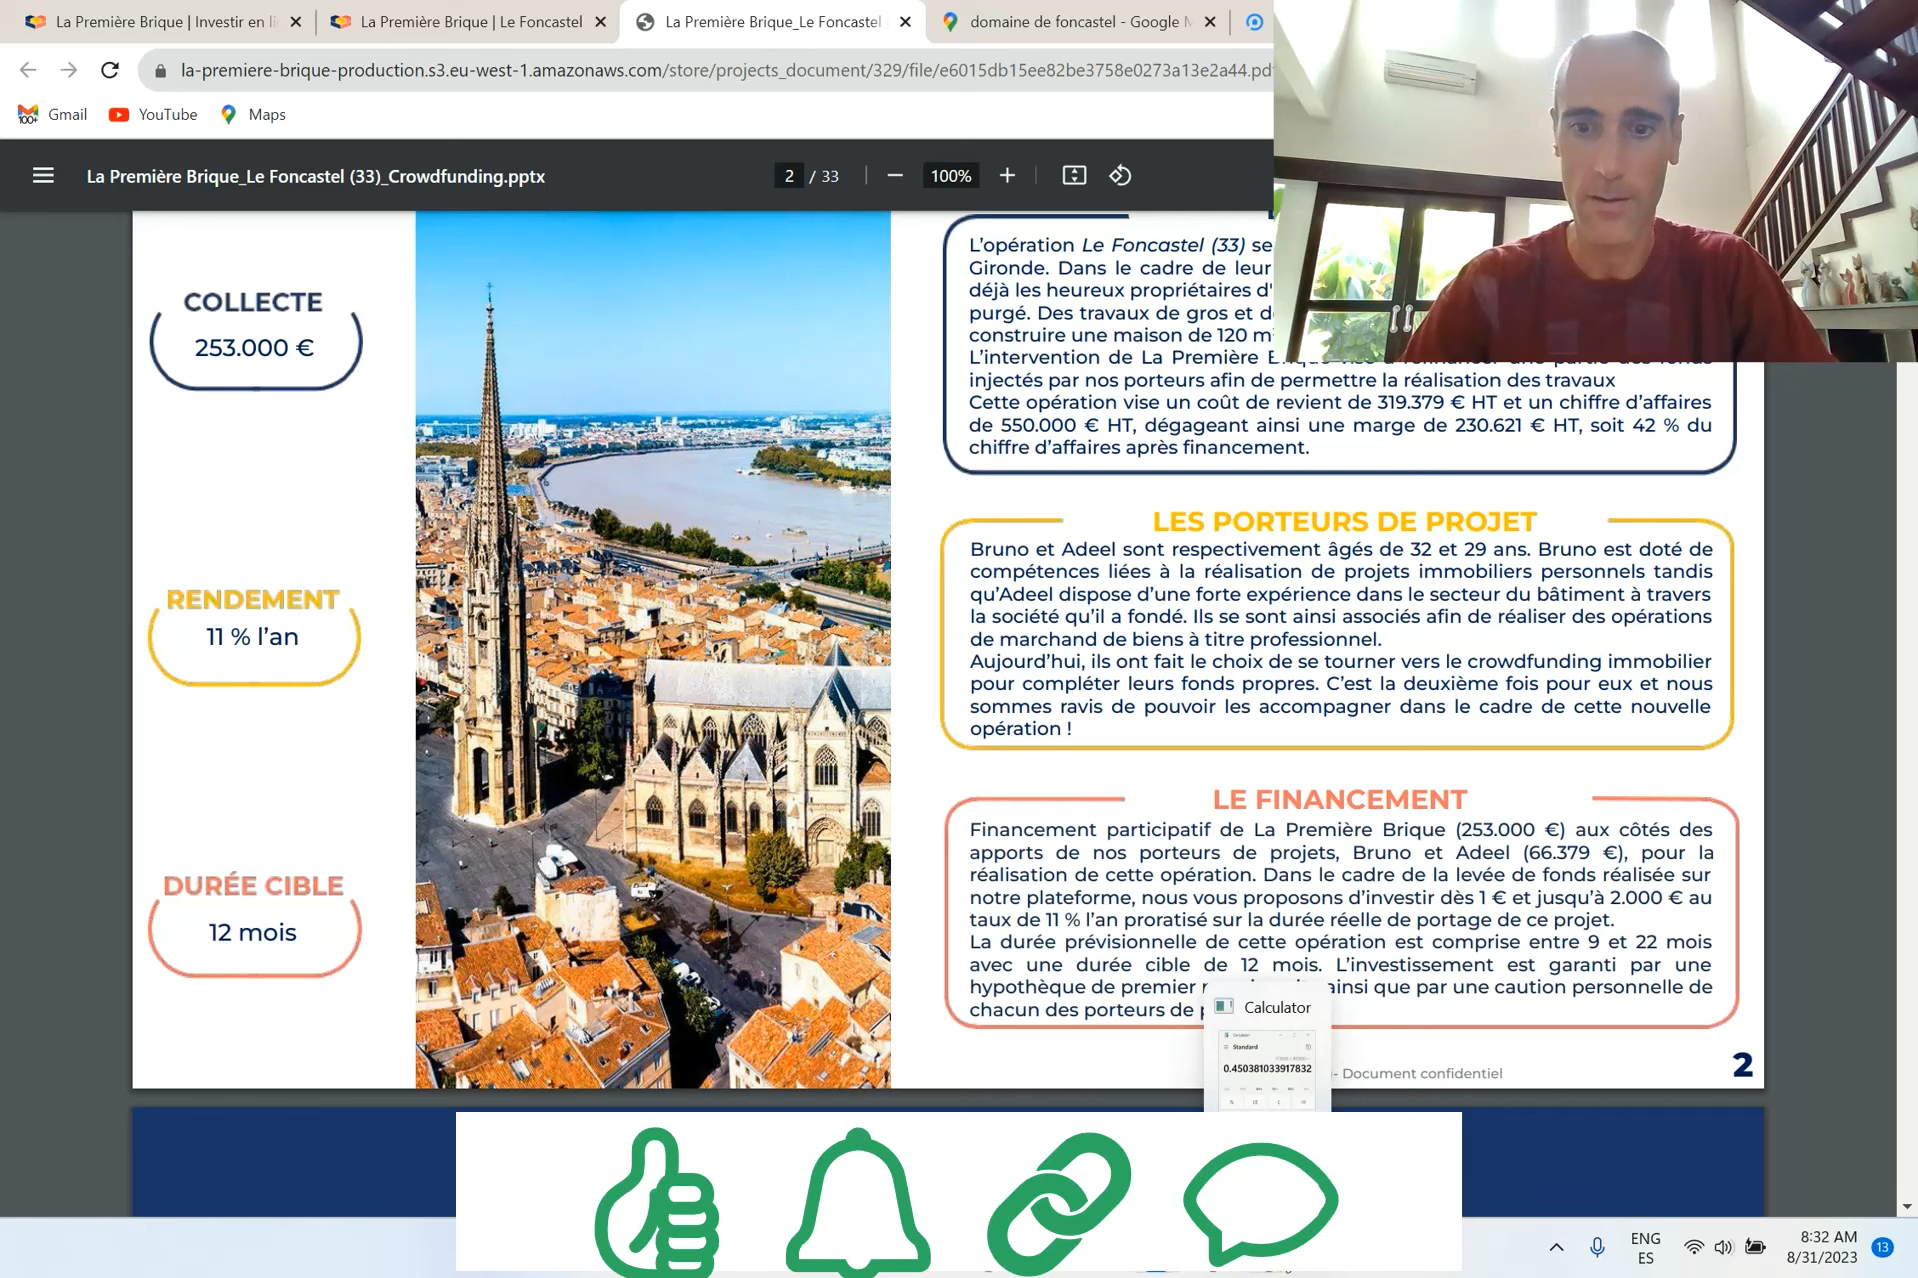 La Première Brique | Investir en li
La Première Brique | Le Foncastel
La Première Brique_Le Foncastel
domaine de foncastel - Google M
la-premiere-brique-production.s3.eu-west-1.amazonaws.com/store/projects_document/329/file/e6015db15ee82be3758e0273a13e2a44.pd
Gmail
YouTube
Maps
La Première Brique_Le Foncastel (33)_Crowdfunding.pptx
2 / 33
100%
COLLECTE
253.000 €
RENDEMENT
11 % l'an
DURÉE CIBLE
12 mois
L'opération Le Foncastel (33) se
Gironde. Dans le cadre de leur
déjà les heureux propriétaires d'
purgé. Des travaux de gros et d
construire une maison de 120 m
L'intervention de La Première
injectés par nos porteurs afin de permettre la réalisation des travaux
Cette opération vise un coût de revient de 319.379 € HT et un chiffre d'affaires
de 550.000 € HT, dégageant ainsi une marge de 230.621 € HT, soit 42 % du
chiffre d'affaires après financement.
LES PORTEURS DE PROJET
Bruno et Adeel sont respectivement âgés de 32 et 29 ans. Bruno est doté de
compétences liées à la réalisation de projets immobiliers personnels tandis
qu'Adeel dispose d'une forte expérience dans le secteur du bâtiment à travers
la société qu'il a fondé. Ils se sont ainsi associés afin de réaliser des opérations
de marchand de biens à titre professionnel.
Aujourd'hui, ils ont fait le choix de se tourner vers le crowdfunding immobilier
pour compléter leurs fonds propres. C'est la deuxième fois pour eux et nous
sommes ravis de pouvoir les accompagner dans le cadre de cette nouvelle
opération !
LE FINANCEMENT
Financement participatif de La Première Brique (253.000 €) aux côtés des
apports de nos porteurs de projets, Bruno et Adeel (66.379 €), pour la
réalisation de cette opération. Dans le cadre de la levée de fonds réalisée sur
notre plateforme, nous vous proposons d'investir dès 1 € et jusqu'à 2.000 € au
taux de 11 % l'an proratisé sur la durée réelle de portage de ce projet.
La durée prévisionnelle de cette opération est comprise entre 9 et 22 mois
avec une durée cible de 12 mois. L'investissement est garanti par une
hypothèque de premier ainsi que par une caution personnelle de
chacun des porteurs de p
Calculator
Standard
0.450381033917832
- Document confidentiel
2
ENG
ES
8:32 AM
8/31/2023
13